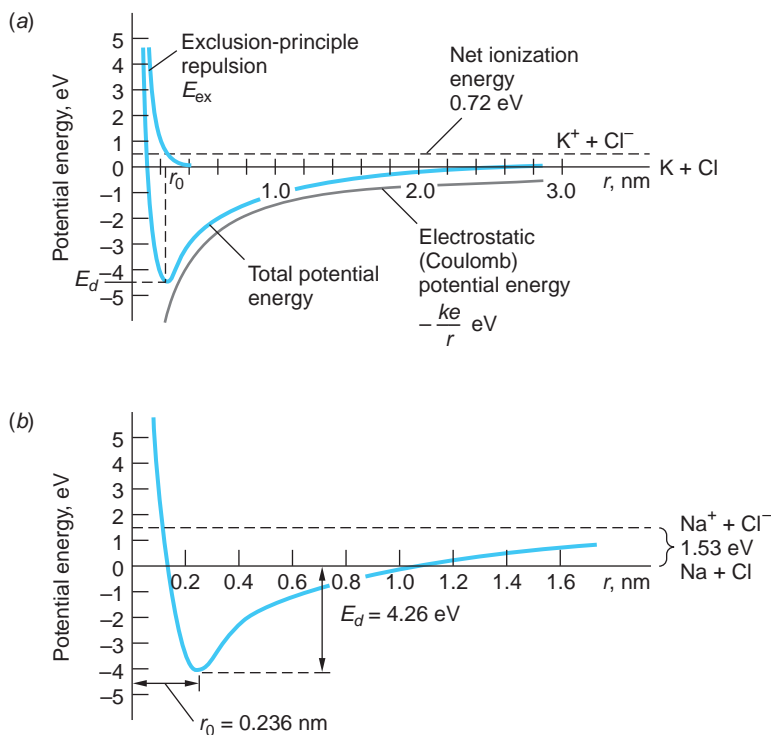 (a)
Potential energy, eV
5
4
3
2
1
0
–1
–2
–3
–4
–5
E_d
Exclusion-principle
repulsion
E_ex
Net ionization
energy
0.72 eV
K⁺ + Cl⁻
K + Cl
r₀
1.0
2.0
3.0
r, nm
Total potential
energy
Electrostatic
(Coulomb)
potential energy
– ke/r eV
(b)
Potential energy, eV
5
4
3
2
1
0
–1
–2
–3
–4
–5
0.2
0.4
0.6
0.8
1.0
1.2
1.4
1.6
r, nm
Na⁺ + Cl⁻
1.53 eV
Na + Cl
E_d = 4.26 eV
r₀ = 0.236 nm